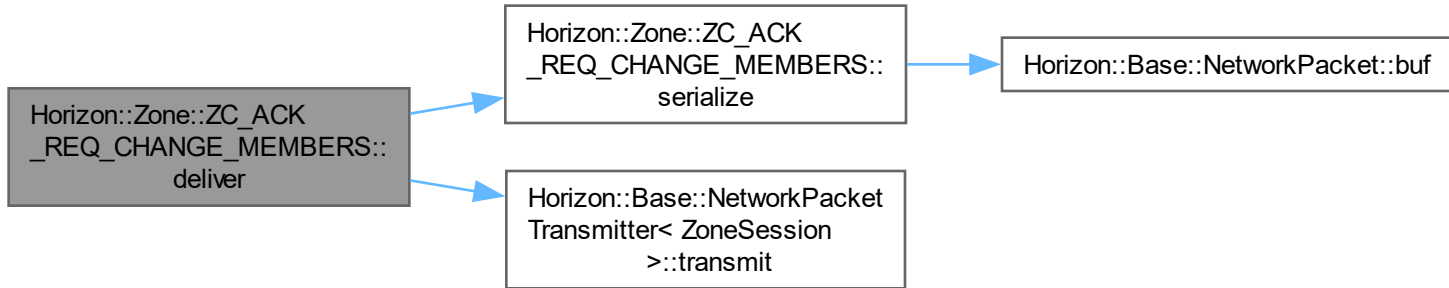 Horizon::Zone::ZC_ACK
_REQ_CHANGE_MEMBERS::
deliver
Horizon::Zone::ZC_ACK
_REQ_CHANGE_MEMBERS::
serialize
Horizon::Base::NetworkPacket::buf
Horizon::Base::NetworkPacket
Transmitter< ZoneSession
>::transmit